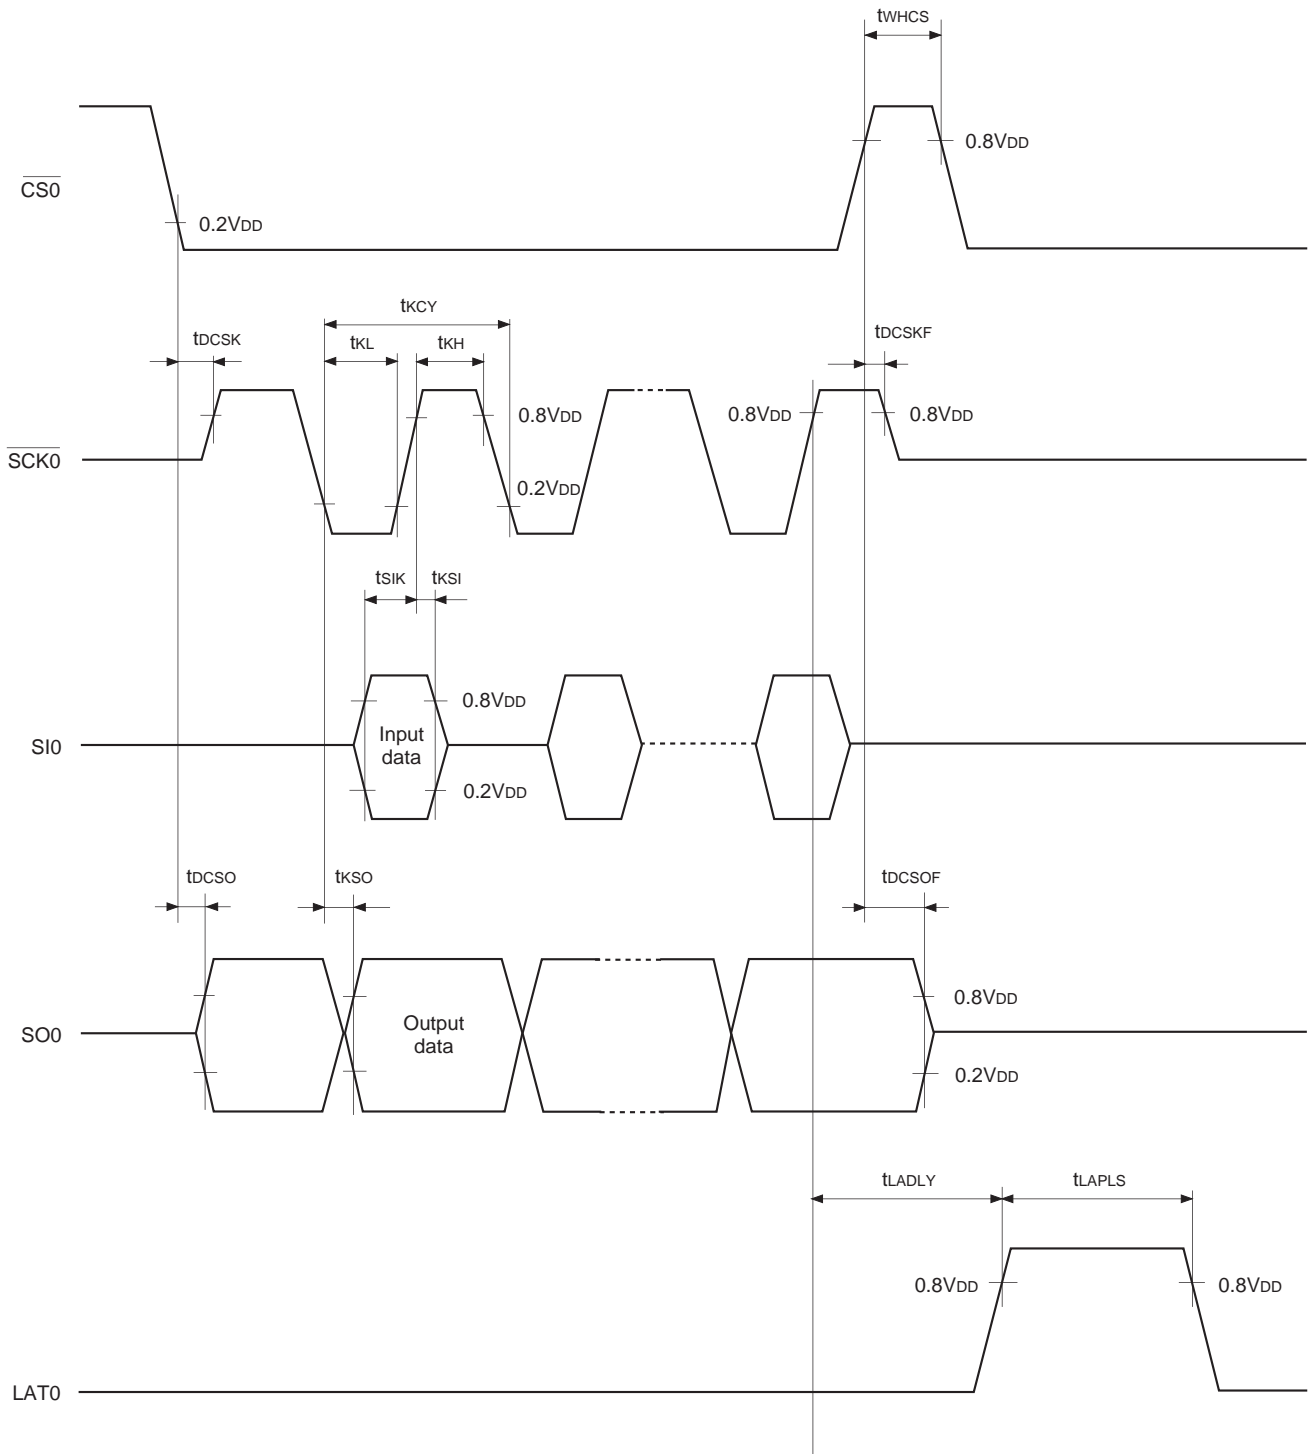 tWHCS
0.8VDD
CS0
0.2VDD
tKCY
tDCSK
tKL
tKH
tDCSKF
0.8VDD
0.8VDD
0.8VDD
SCK0
0.2VDD
tSIK
tKSI
0.8VDD
Input
data
SI0
0.2VDD
tDCSO
tKSO
tDCSOF
0.8VDD
Output
data
SO0
0.2VDD
tLADLY
tLAPLS
0.8VDD
0.8VDD
LAT0